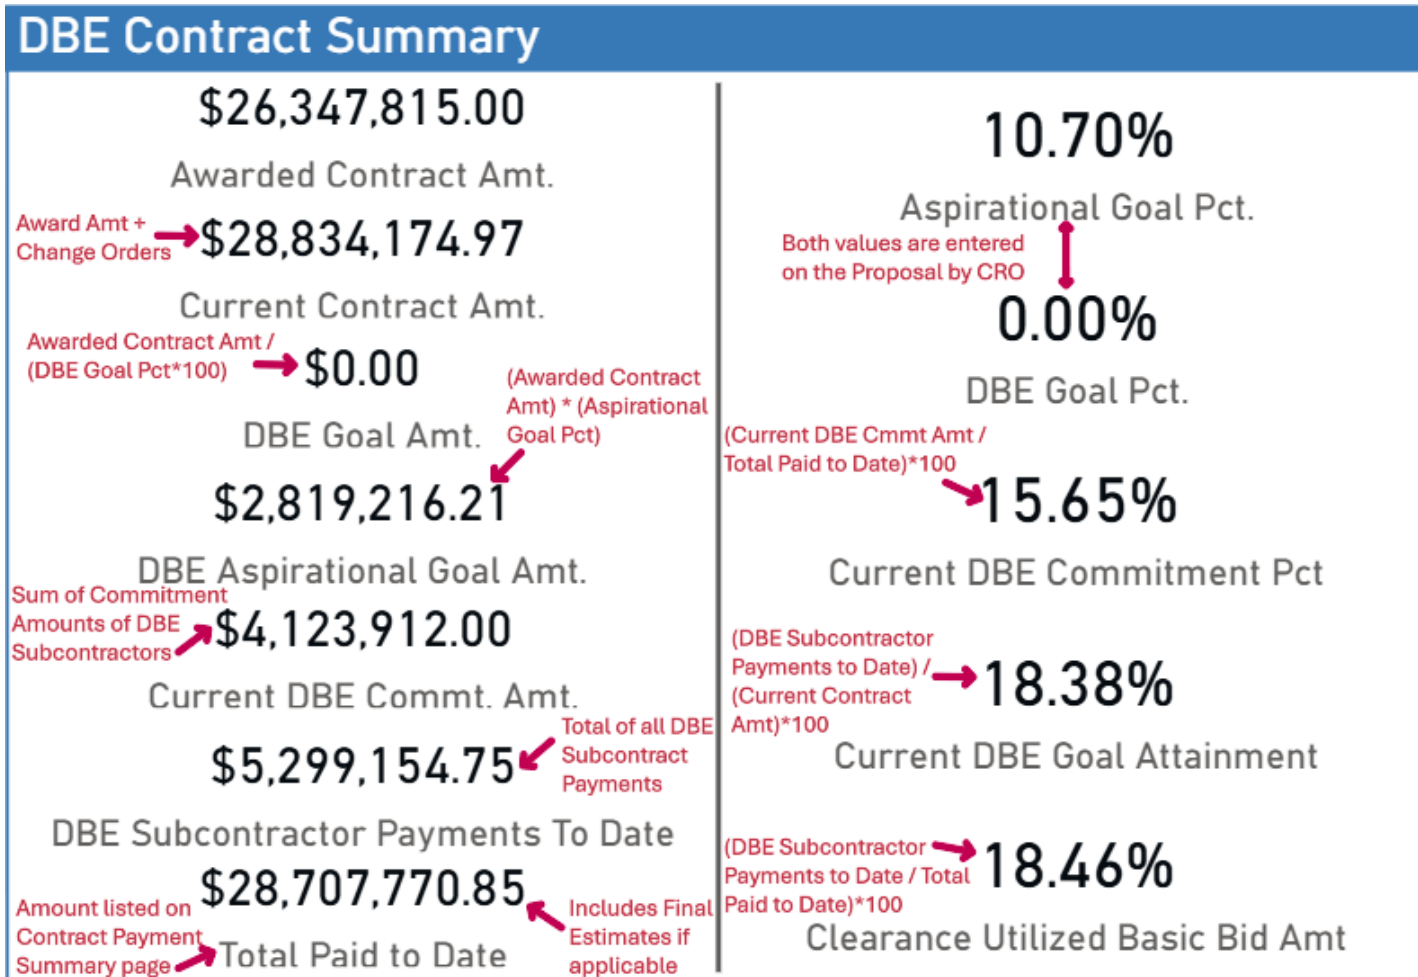 DBE Contract Summary
$26,347,815.00
Awarded Contract Amt.
Award Amt +
Change Orders
$28,834,174.97
Current Contract Amt.
Awarded Contract Amt /
(DBE Goal Pct*100)
$0.00
DBE Goal Amt.
(Awarded Contract
Amt) * (Aspirational
Goal Pct)
$2,819,216.21
DBE Aspirational Goal Amt.
Sum of Commitment
Amounts of DBE
Subcontractors
$4,123,912.00
Current DBE Commt. Amt.
Total of all DBE
Subcontract
Payments
$5,299,154.75
DBE Subcontractor Payments To Date
$28,707,770.85
Amount listed on
Contract Payment
Summary page
Includes Final
Estimates if
applicable
Total Paid to Date
10.70%
Aspirational Goal Pct.
Both values are entered
on the Proposal by CRO
0.00%
DBE Goal Pct.
(Current DBE Cmmt Amt /
Total Paid to Date)*100
15.65%
Current DBE Commitment Pct
(DBE Subcontractor
Payments to Date) /
(Current Contract
Amt)*100
18.38%
Current DBE Goal Attainment
(DBE Subcontractor
Payments to Date / Total
Paid to Date)*100
18.46%
Clearance Utilized Basic Bid Amt